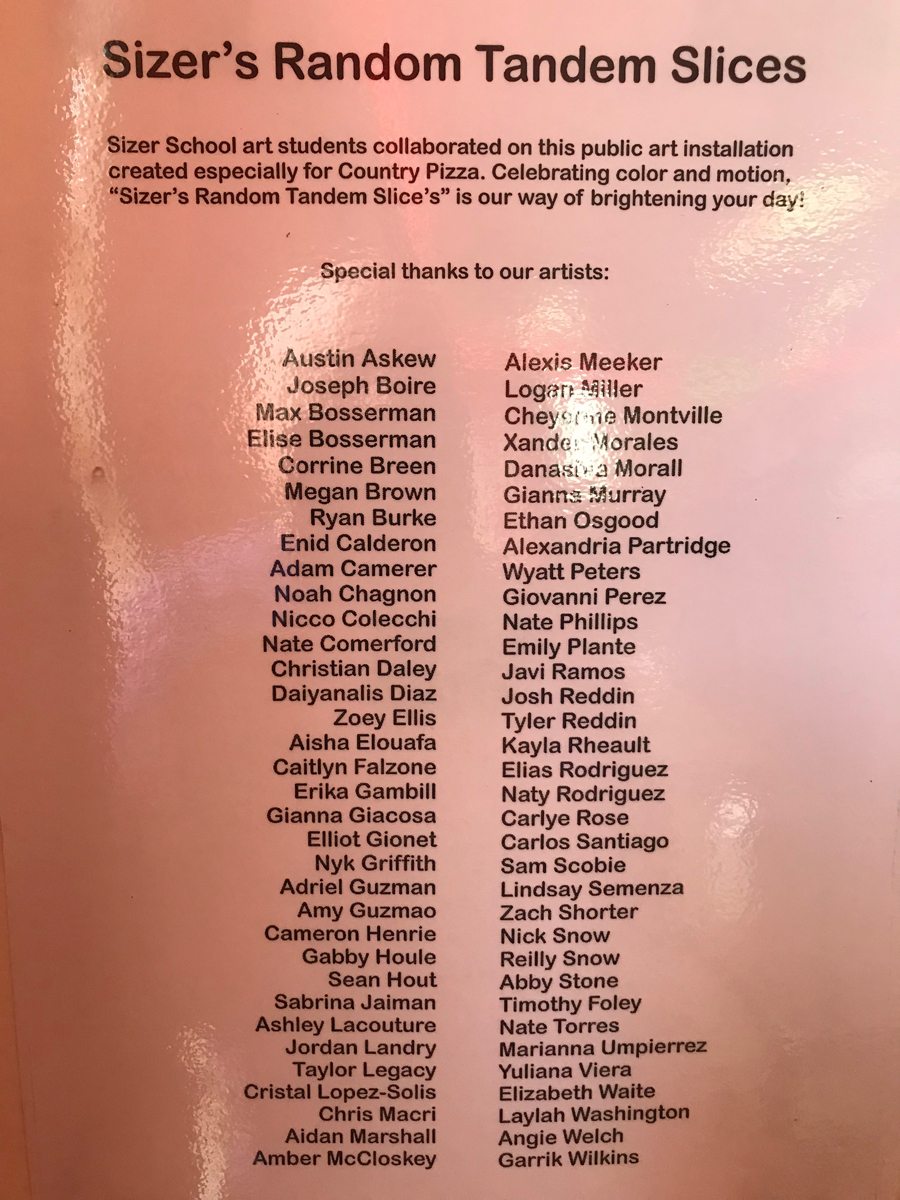 Sizer's Random Tandem Slices
Sizer School art students collaborated on this public art installation
created especially for Country Pizza. Celebrating color and motion,
“Sizer's Random Tandem Slice's” is our way of brightening your day!
Special thanks to our artists:
Austin Askew
Joseph Boire
Max Bosserman
Elise Bosserman
Corrine Breen
Megan Brown
Ryan Burke
Enid Calderon
Adam Camerer
Noah Chagnon
Nicco Colecchi
Nate Comerford
Christian Daley
Daiyanalis Diaz
Zoey Ellis
Aisha Elouafa
Caitlyn Falzone
Erika Gambill
Gianna Giacosa
Elliot Gionet
Nyk Griffith
Adriel Guzman
Amy Guzmao
Cameron Henrie
Gabby Houle
Sean Hout
Sabrina Jaiman
Ashley Lacouture
Jordan Landry
Taylor Legacy
Cristal Lopez-Solis
Chris Macri
Aidan Marshall
Amber McCloskey
Alexis Meeker
Logan Miller
Cheyenne Montville
Xander Morales
Morall
Gianna Murray
Ethan Osgood
Alexandria Partridge
Wyatt Peters
Giovanni Perez
Nate Phillips
Emily Plante
Javi Ramos
Josh Reddin
Tyler Reddin
Kayla Rheault
Elias Rodriguez
Naty Rodriguez
Carlye Rose
Carlos Santiago
Sam Scobie
Lindsay Semenza
Zach Shorter
Nick Snow
Reilly Snow
Abby Stone
Timothy Foley
Nate Torres
Marianna Umpierrez
Yuliana Viera
Elizabeth Waite
Laylah Washington
Angie Welch
Garrik Wilkins